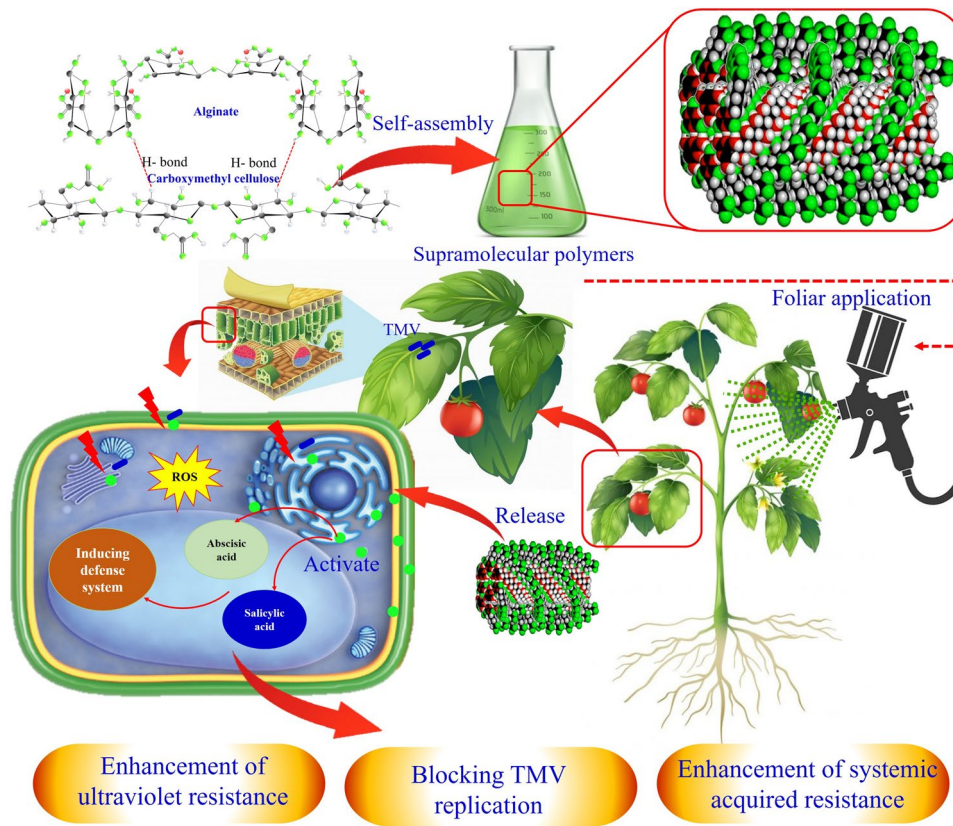 Alginate
H- bond
H- bond
Carboxymethyl cellulose
Self-assembly
300
200
150
100
Supramolecular polymers
Foliar application
TMV
ROS
Release
Abscisic
acid
Activate
Inducing
defense
system
Salicylic
acid
Enhancement of
ultraviolet resistance
Blocking TMV
replication
Enhancement of systemic
acquired resistance